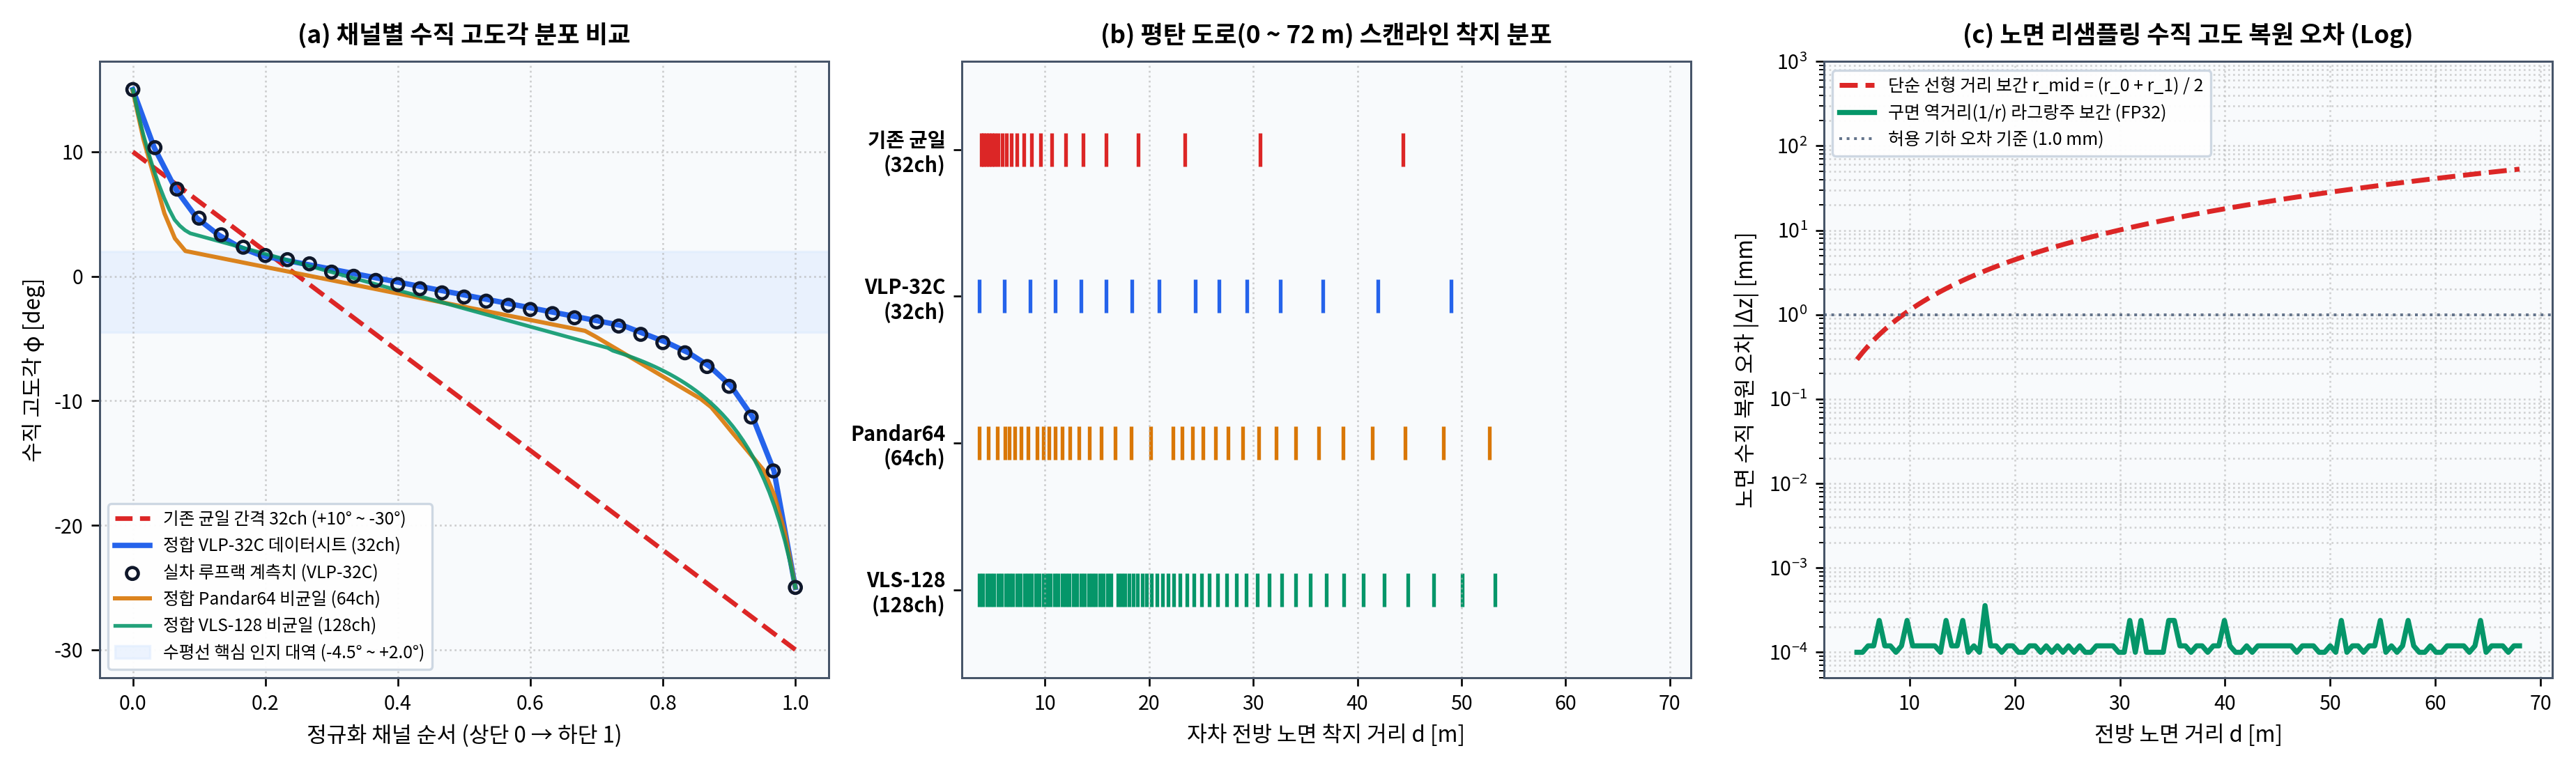 (a) 채널별 수직 고도각 분포 비교
수직 고도각 ϕ [deg]
10
0
-10
-20
-30
기존 균일 간격 32ch (+10° ~ -30°)
정합 VLP-32C 데이터시트 (32ch)
실차 루프랙 계측치 (VLP-32C)
정합 Pandar64 비균일 (64ch)
정합 VLS-128 비균일 (128ch)
수평선 핵심 인지 대역 (-4.5° ~ +2.0°)
0.0 0.2 0.4 0.6 0.8 1.0
정규화 채널 순서 (상단 0 → 하단 1)
(b) 평탄 도로(0 ~ 72 m) 스캔라인 착지 분포
기존 균일
(32ch)
VLP-32C
(32ch)
Pandar64
(64ch)
VLS-128
(128ch)
10 20 30 40 50 60 70
자차 전방 노면 착지 거리 d [m]
(c) 노면 리샘플링 수직 고도 복원 오차 (Log)
노면 수직 복원 오차 |Δz| [mm]
10³
10²
10¹
10⁰
10⁻¹
10⁻²
10⁻³
10⁻⁴
단순 선형 거리 보간 r_mid = (r_0 + r_1) / 2
구면 역거리(1/r) 라그랑주 보간 (FP32)
허용 기하 오차 기준 (1.0 mm)
10 20 30 40 50 60 70
전방 노면 거리 d [m]